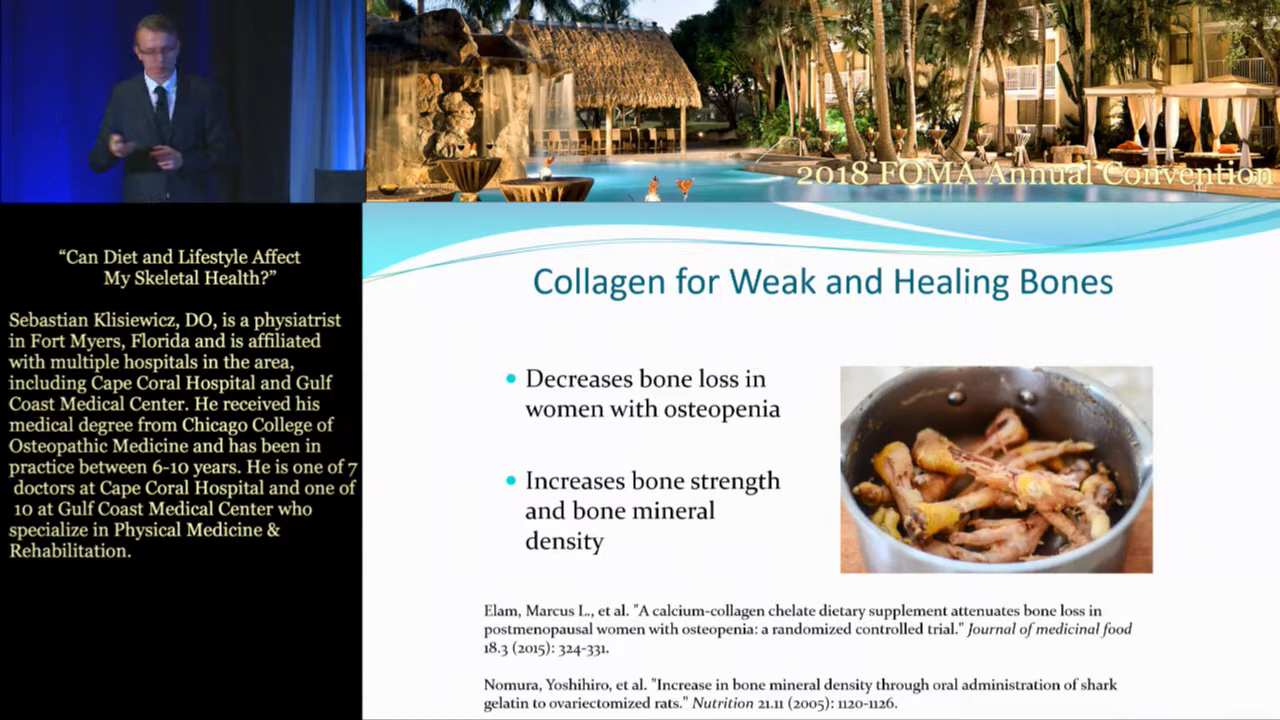 2018 FOMA Annual Convention
“Can Diet and Lifestyle Affect
My Skeletal Health?”
Sebastian Klisiewicz, DO, is a physiatrist
in Fort Myers, Florida and is affiliated
with multiple hospitals in the area,
including Cape Coral Hospital and Gulf
Coast Medical Center. He received his
medical degree from Chicago College of
Osteopathic Medicine and has been in
practice between 6-10 years. He is one of 7
doctors at Cape Coral Hospital and one of
10 at Gulf Coast Medical Center who
specialize in Physical Medicine &
Rehabilitation.
Collagen for Weak and Healing Bones
• Decreases bone loss in
women with osteopenia
• Increases bone strength
and bone mineral
density
Elam, Marcus L., et al. "A calcium-collagen chelate dietary supplement attenuates bone loss in
postmenopausal women with osteopenia: a randomized controlled trial." Journal of medicinal food
18.3 (2015): 324-331.
Nomura, Yoshihiro, et al. "Increase in bone mineral density through oral administration of shark
gelatin to ovariectomized rats." Nutrition 21.11 (2005): 1120-1126.